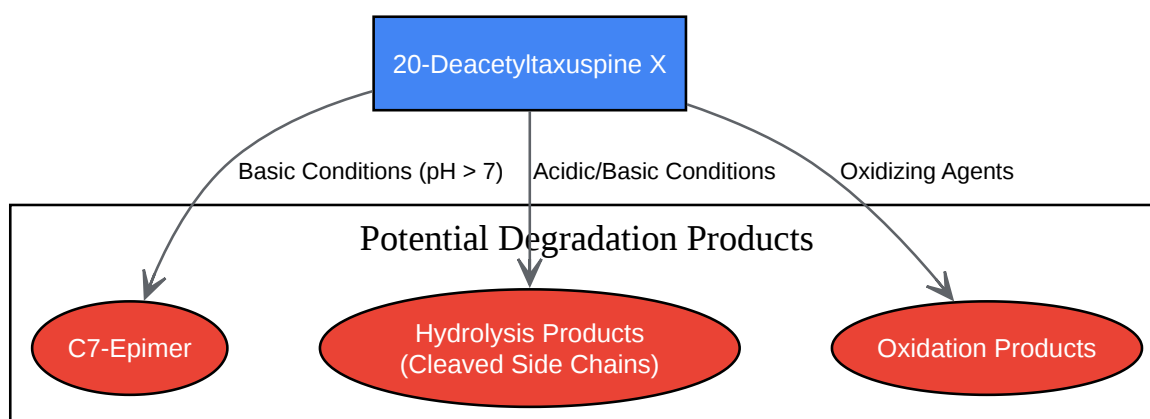 20-Deacetyltaxuspine X
Basic Conditions (pH > 7)
Acidic/Basic Conditions
Oxidizing Agents
Potential Degradation Products
C7-Epimer
Hydrolysis Products
(Cleaved Side Chains)
Oxidation Products